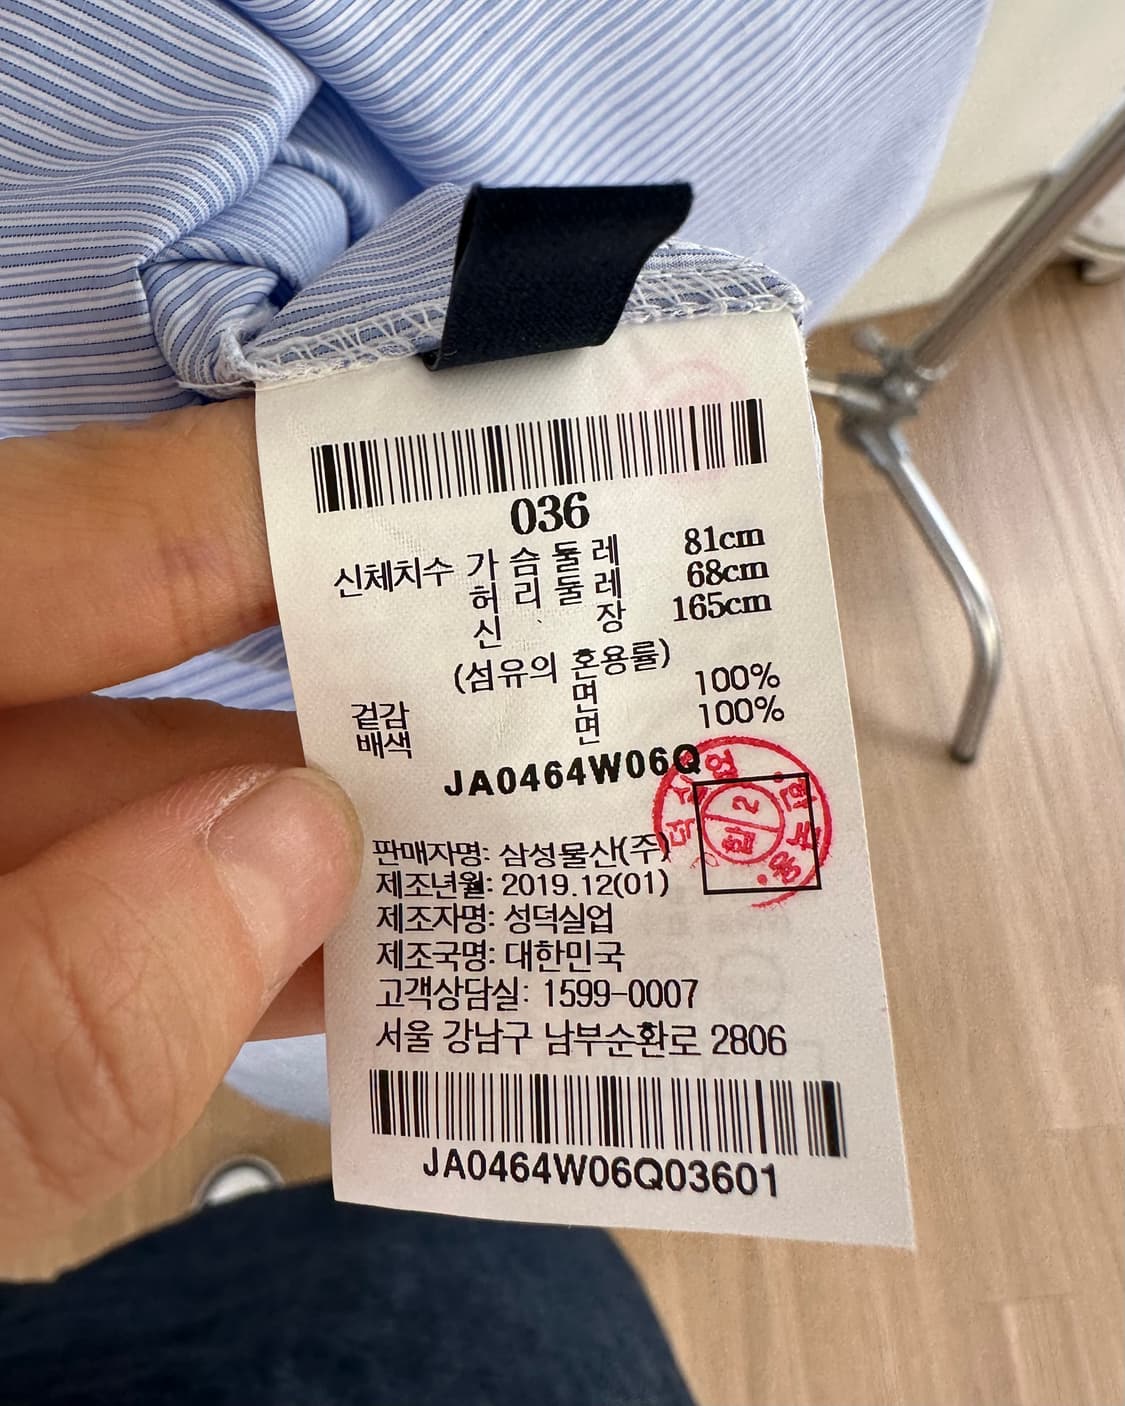 036
신체치수 가슴둘레 81cm
허리둘레 68cm
신장 165cm
(섬유의 혼용률)
겉감 면 100%
배색 면 100%
JA0464W06Q
판매자명: 삼성물산(주)
제조년월: 2019.12(01)
제조자명: 성덕실업
제조국명: 대한민국
고객상담실: 1599-0007
서울 강남구 남부순환로 2806
JA0464W06Q03601